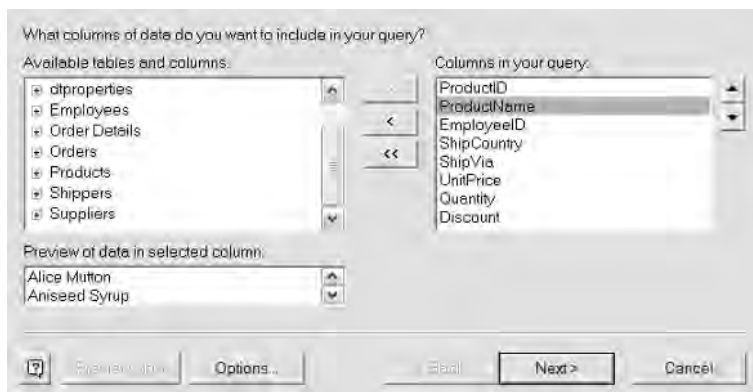 What columns of data do you want to include in your query?
Available tables and columns:
dtproperties
Employees
Order Details
Orders
Products
Shippers
Suppliers
<
<<
Columns in your query:
ProductID
ProductName
EmployeeID
ShipCountry
ShipVia
UnitPrice
Quantity
Discount
Preview of data in selected column:
Alice Mutton
Aniseed Syrup
?
Options...
Next >
Cancel